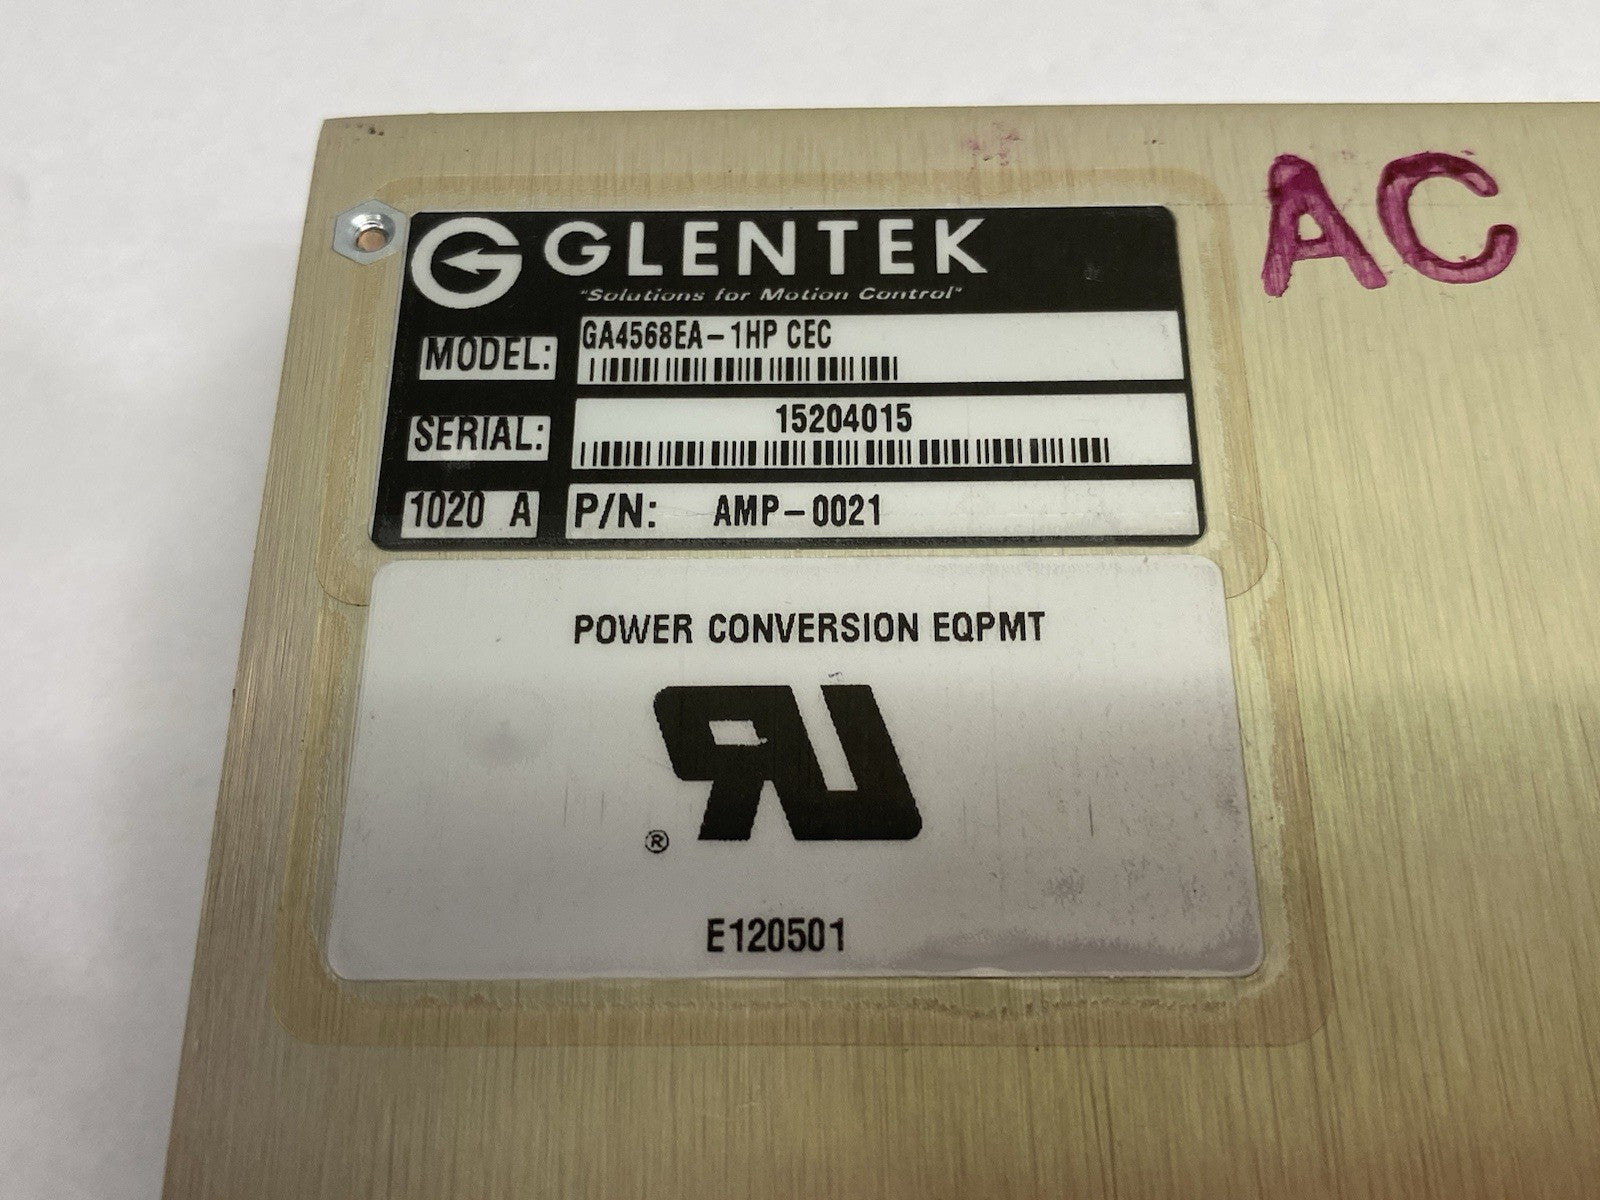 GLENTEK
"Solutions for Motion Control"
MODEL: GA4568EA-1HP CEC
SERIAL: 15204015
1020 A P/N: AMP-0021
AC
POWER CONVERSION EQPMT
RU
®
E120501